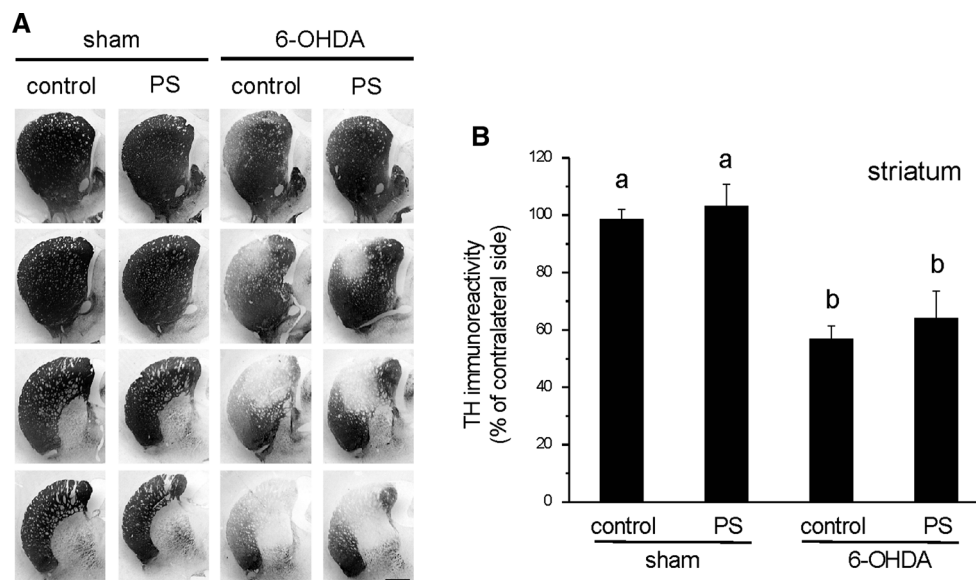 A
sham 6-OHDA
control PS control PS
B
striatum
TH immunoreactivity
(% of contralateral side)
120
100
80
60
40
20
0
a a b b
control PS control PS
sham 6-OHDA